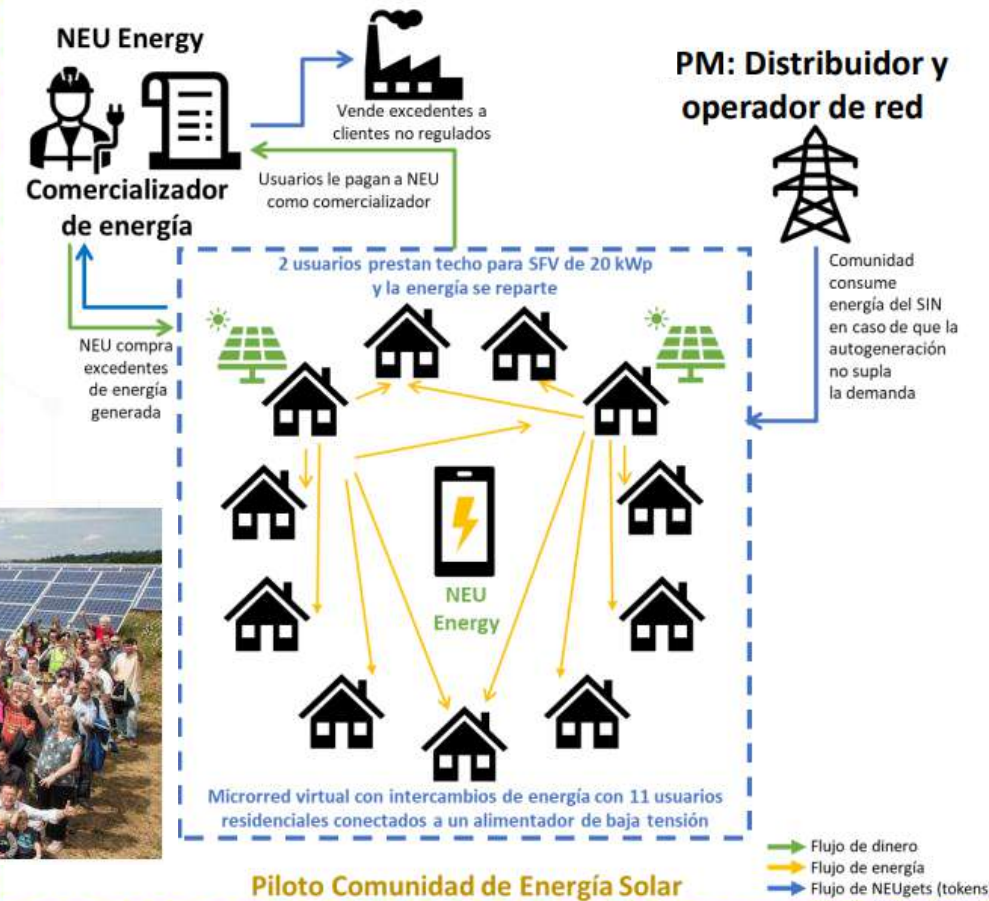 NEU Energy
Comercializador
de energía
Vende excedentes a
clientes no regulados
Usuarios le pagan a NEU
como comercializador
PM: Distribuidor y
operador de red
Comunidad
consume
energía del SIN
en caso de que la
autogeneración
no supla
la demanda
NEU compra
excedentes
de energía
generada
2 usuarios prestan techo para SFV de 20 kWp
y la energía se reparte
NEU
Energy
Microrred virtual con intercambios de energía con 11 usuarios
residenciales conectados a un alimentador de baja tensión
Piloto Comunidad de Energía Solar
Flujo de dinero
Flujo de energía
Flujo de NEUgets (tokens